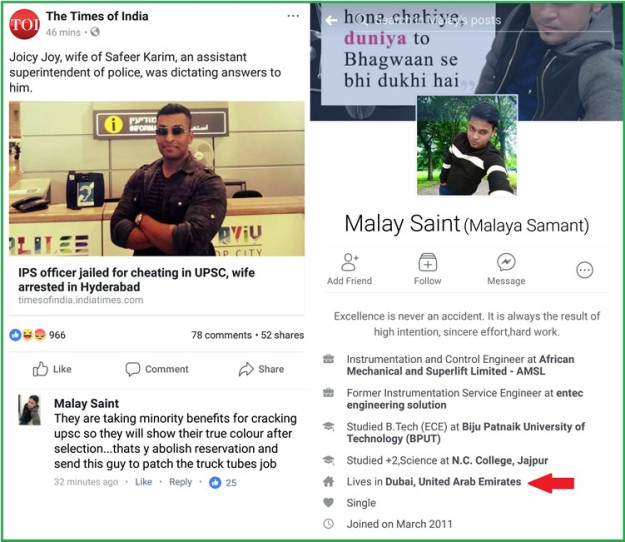 TOI
The Times of India
46 mins
Joicy Joy, wife of Safeer Karim, an assistant
superintendent of police, was dictating answers to
him.
i
INFORMA
IPS officer jailed for cheating in UPSC, wife
arrested in Hyderabad
timesofindia.indiatimes.com
966
78 comments • 52 shares
Like
Comment
Share
Malay Saint
They are taking minority benefits for cracking
upsc so they will show their true colour after
selection...thats y abolish reservation and
send this guy to patch the truck tubes job
32 minutes ago • Like • Reply • 25
hona chahiye,
Search in Malay's posts
duniya to
Bhagwaan se
bhi dukhi hai
Malay Saint (Malaya Samant)
Add Friend
Follow
Message
Excellence is never an accident. It is always the result of
high intention, sincere effort,hard work.
Instrumentation and Control Engineer at African
Mechanical and Superlift Limited - AMSL
Former Instrumentation Service Engineer at entec
engineering solution
Studied B.Tech (ECE) at Biju Patnaik University of
Technology (BPUT)
Studied +2,Science at N.C. College, Jajpur
Lives in Dubai, United Arab Emirates
Single
Joined on March 2011